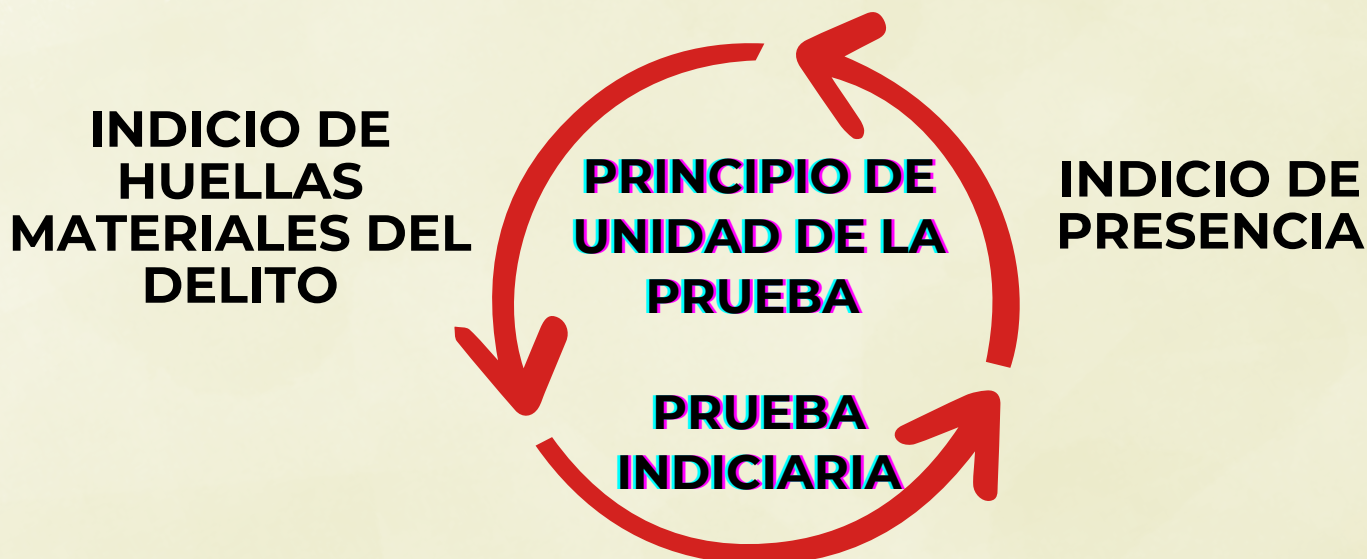 INDICIO DE
HUELLAS
MATERIALES DEL
DELITO
PRINCIPIO DE
UNIDAD DE LA
PRUEBA
PRUEBA
INDICIARIA
INDICIO DE
PRESENCIA